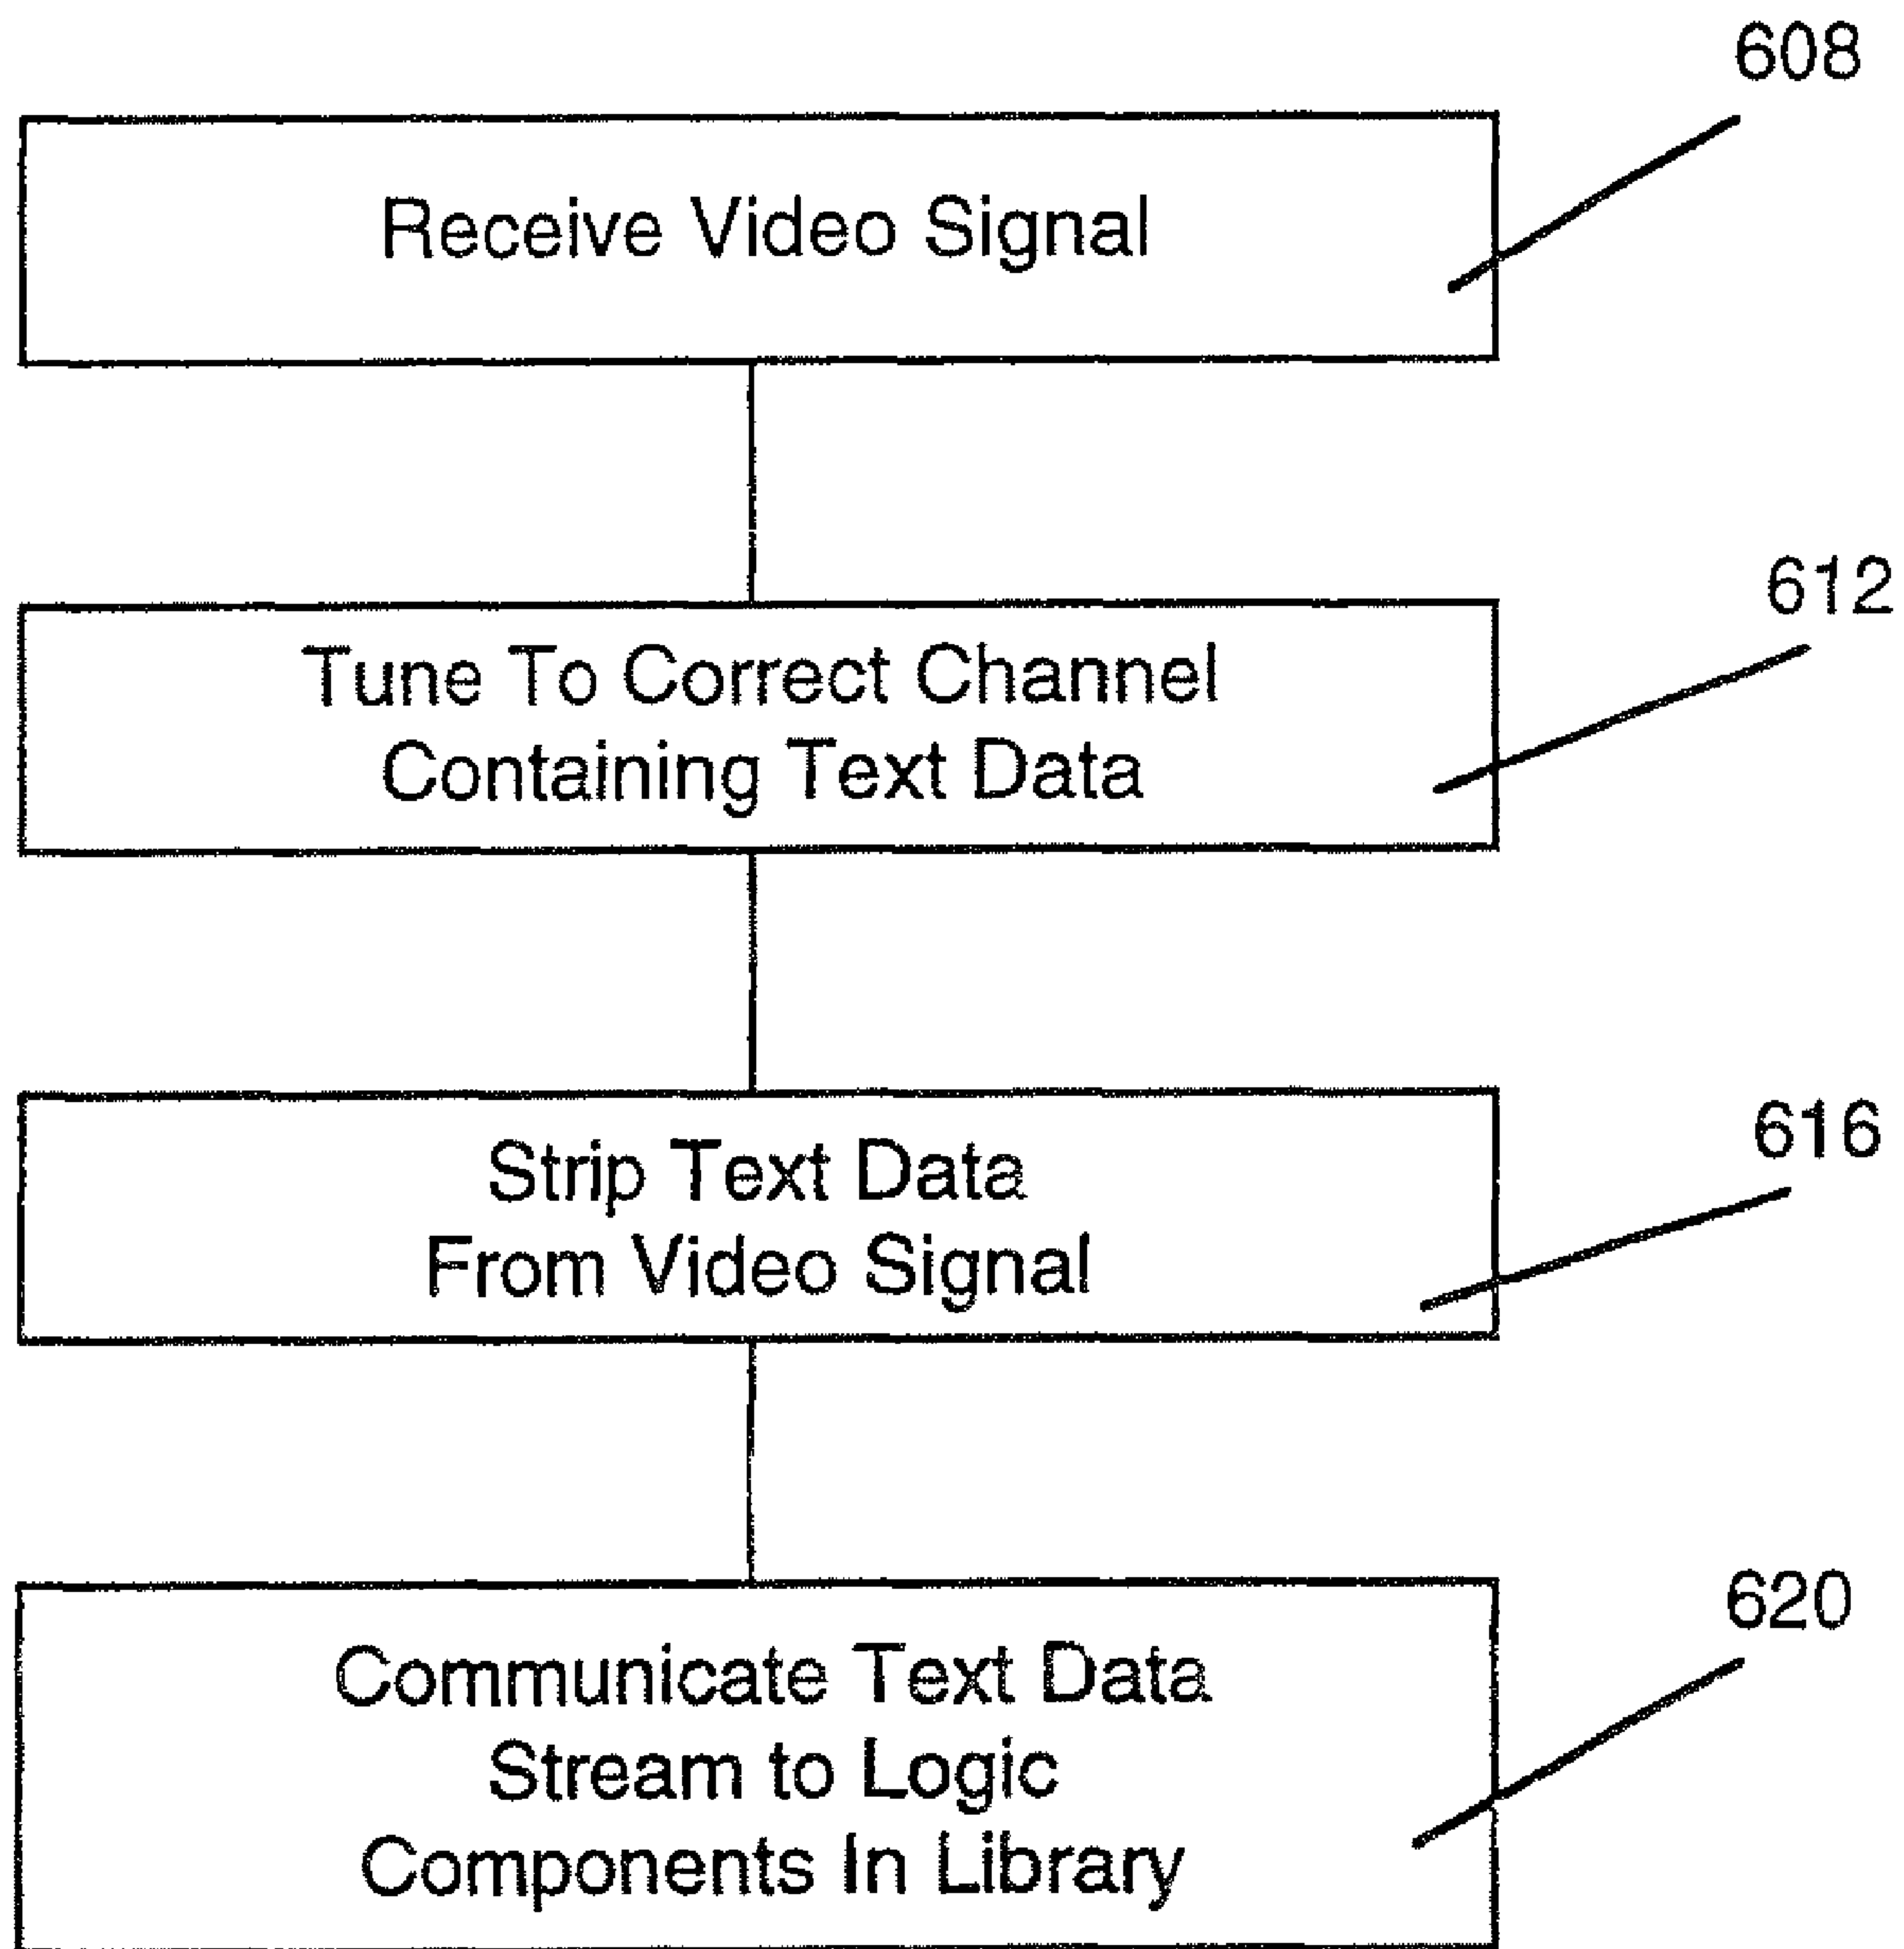 608
Receive Video Signal
612
Tune To Correct Channel
Containing Text Data
616
Strip Text Data
From Video Signal
620
Communicate Text Data
Stream to Logic
Components In Library